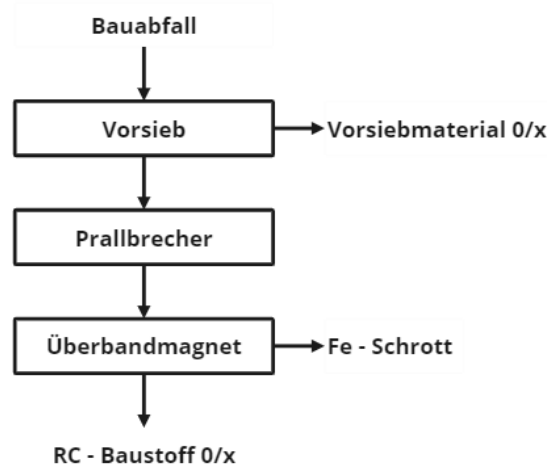 Bauabfall
Vorsieb
Vorsiebmaterial 0/x
Prallbrecher
Überbandmagnet
Fe - Schrott
RC - Baustoff 0/x